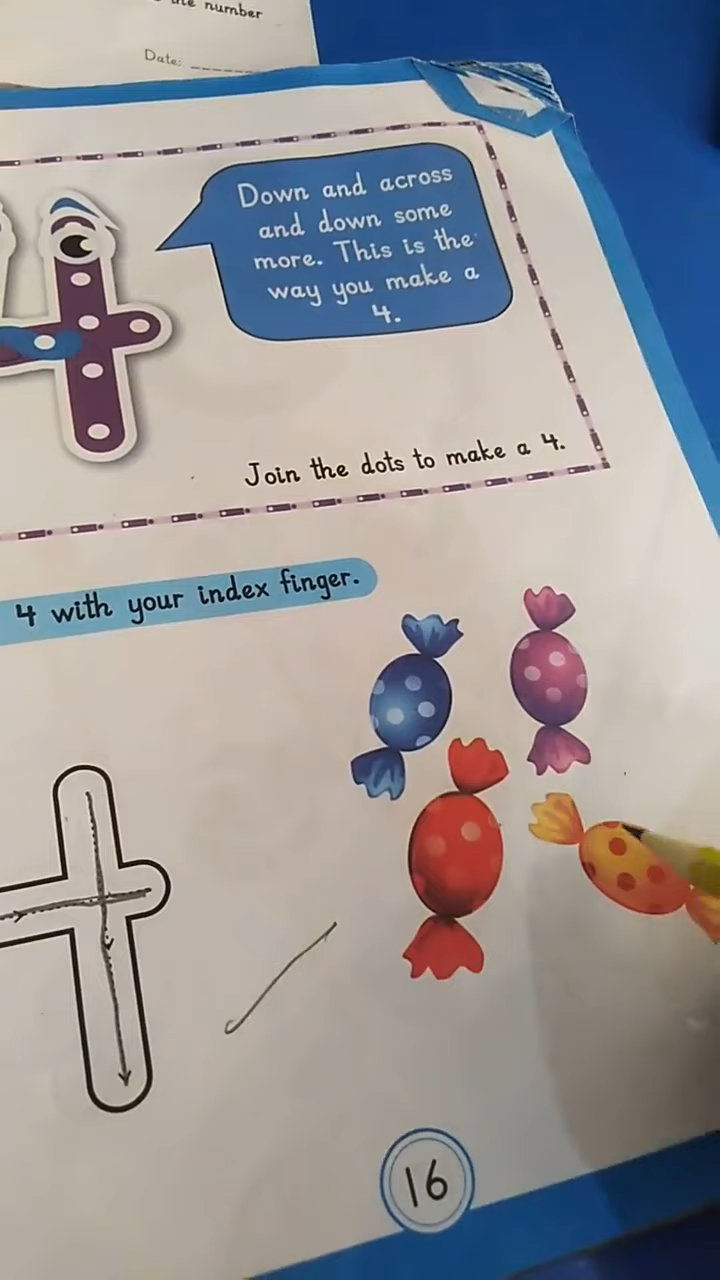 the number
Date:
Down and across
and down some
more. This is the
way you make a
4.
Join the dots to make a 4.
4 with your index finger.
16